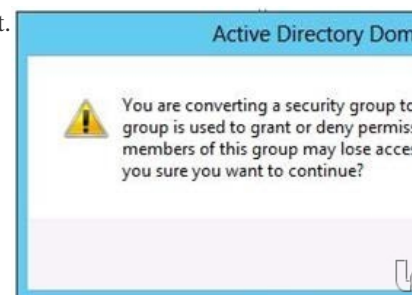 t.
Active Directory Dom
You are converting a security group to
group is used to grant or deny permiss
members of this group may lose acces
you sure you want to continue?